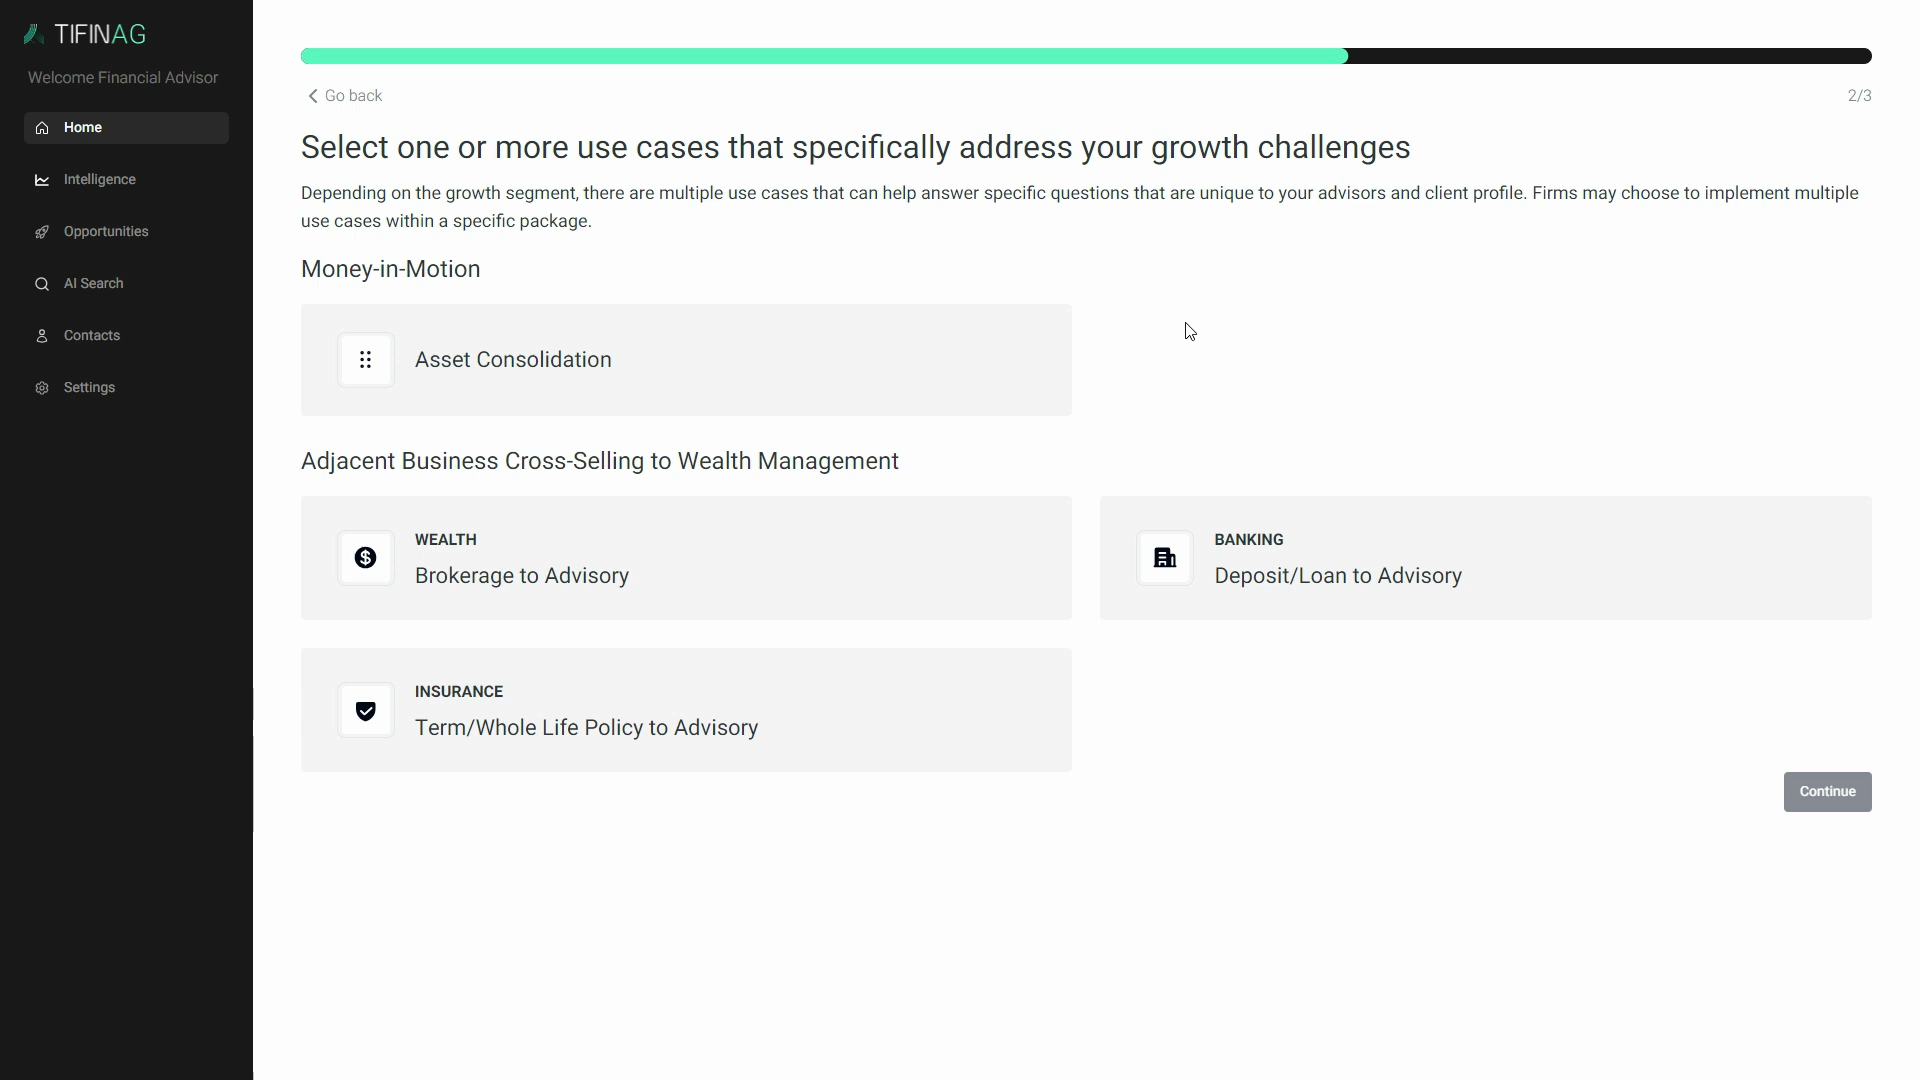 TIFINAG
Welcome Financial Advisor
Home
Intelligence
Opportunities
AI Search
Contacts
Settings
Go back
2/3
Select one or more use cases that specifically address your growth challenges
Depending on the growth segment, there are multiple use cases that can help answer specific questions that are unique to your advisors and client profile. Firms may choose to implement multiple
use cases within a specific package.
Money-in-Motion
Asset Consolidation
Adjacent Business Cross-Selling to Wealth Management
WEALTH
Brokerage to Advisory
BANKING
Deposit/Loan to Advisory
INSURANCE
Term/Whole Life Policy to Advisory
Continue